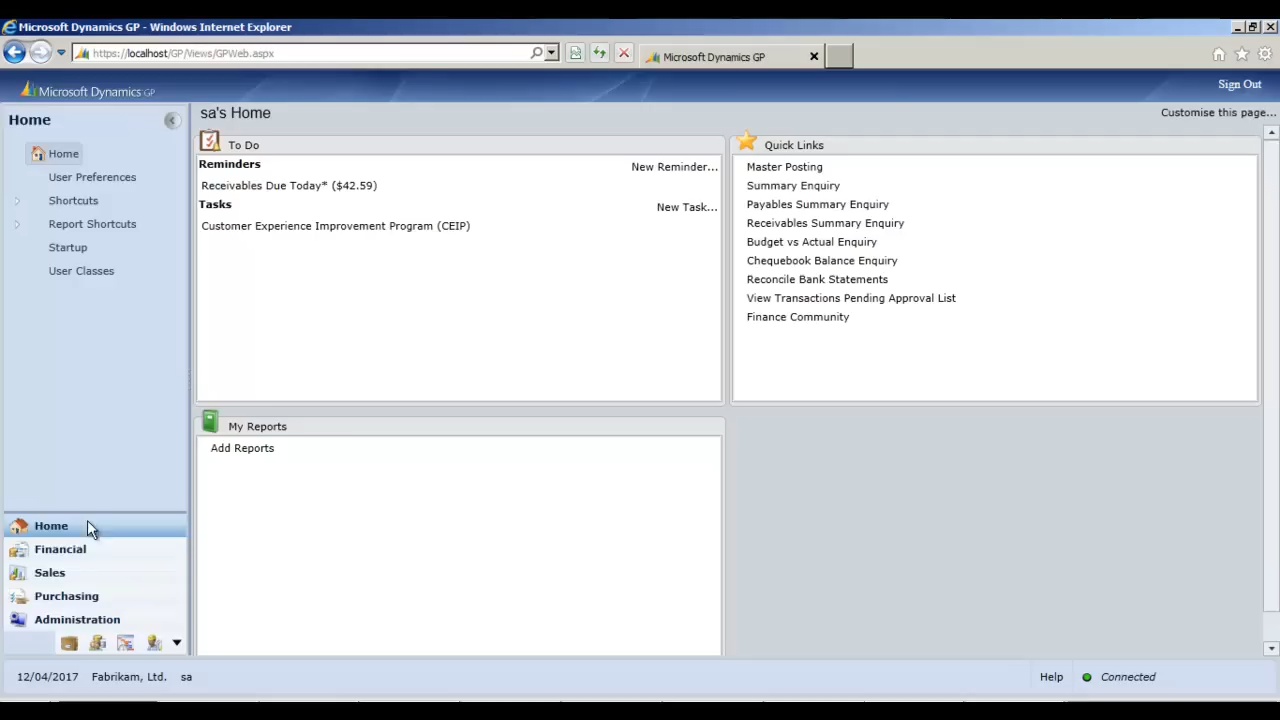 Microsoft Dynamics GP - Windows Internet Explorer
https://localhost/GP/Views/GPWeb.aspx
Microsoft Dynamics GP
Microsoft Dynamics GP
Sign Out
Home
sa's Home
Customise this page...
Home
User Preferences
Shortcuts
Report Shortcuts
Startup
User Classes
To Do
Reminders
New Reminder...
Receivables Due Today* ($42.59)
Tasks
New Task...
Customer Experience Improvement Program (CEIP)
Quick Links
Master Posting
Summary Enquiry
Payables Summary Enquiry
Receivables Summary Enquiry
Budget vs Actual Enquiry
Chequebook Balance Enquiry
Reconcile Bank Statements
View Transactions Pending Approval List
Finance Community
My Reports
Add Reports
Home
Financial
Sales
Purchasing
Administration
12/04/2017 Fabrikam, Ltd. sa
Help
Connected